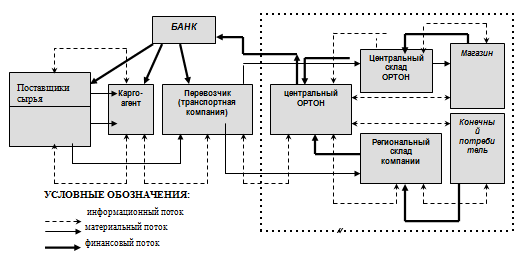 БАНК
Поставщики
сырья
Карго-
агент
Перевозчик
(транспортная
компания)
центральный
ОРТОН
Центральный
склад
ОРТОН
Магазин
Региональный
склад
компании
Конечны
й
потреби
тель
УСЛОВНЫЕ ОБОЗНАЧЕНИЯ:
информационный поток
материальный поток
финансовый поток